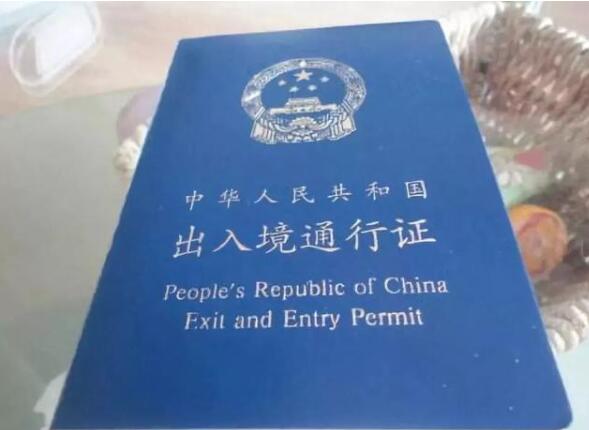 中华人民共和国
出入境通行证
People's Republic of China
Exit and Entry Permit